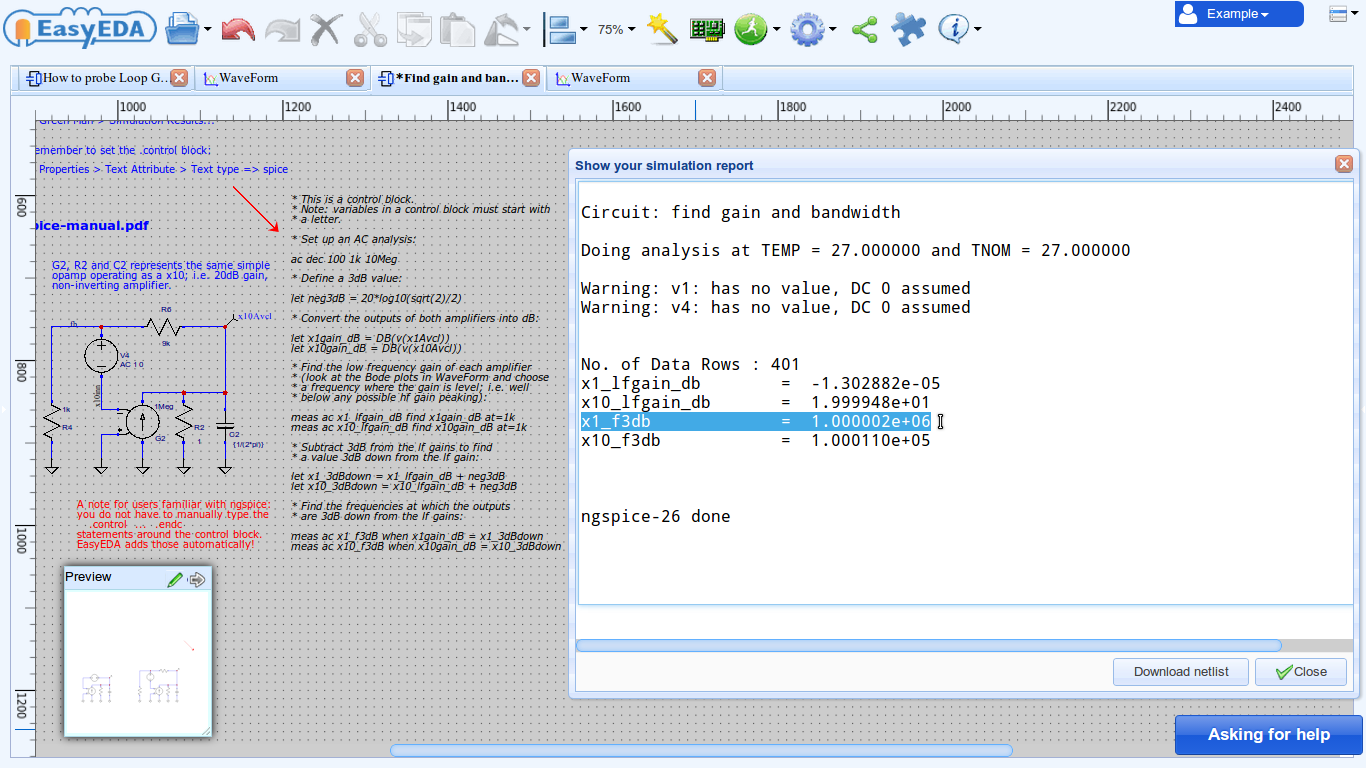 EasyEDA
75%
Example
How to probe Loop G..
WaveForm
*Find gain and ban...
WaveForm
1000
1200
1400
1600
1800
2000
2200
2400
600
800
1000
1200
Green Man > Simulation Results...
emember to set the .control block:
Properties > Text Attribute > Text type => spice
ice-manual.pdf
G2, R2 and C2 represents the same simple
opamp operating as a x10; i.e. 20dB gain,
non-inverting amplifier.
fb
R6
9k
x10Avcl
V4
AC 1 0
x10inn
1k
R4
1Meg
G2
R2
1
C2
{1/(2*pi)}
A note for users familiar with ngspice:
you do not have to manually type the
.control ... .endc
statements around the control block.
EasyEDA adds those automatically!
* This is a control block.
* Note: variables in a control block must start with
* a letter.
* Set up an AC analysis:
ac dec 100 1k 10Meg
* Define a 3dB value:
let neg3dB = 20*log10(sqrt(2)/2)
* Convert the outputs of both amplifiers into dB:
let x1gain_dB = DB(v(x1Avcl))
let x10gain_dB = DB(v(x10Avcl))
* Find the low frequency gain of each amplifier
* (look at the Bode plots in WaveForm and choose
* a frequency where the gain is level; i.e. well
* below any possible hf gain peaking):
meas ac x1_lfgain_dB find x1gain_dB at=1k
meas ac x10_lfgain_dB find x10gain_dB at=1k
* Subtract 3dB from the lf gains to find
* a value 3dB down from the lf gain:
let x1_3dBdown = x1_lfgain_dB + neg3dB
let x10_3dBdown = x10_lfgain_dB + neg3dB
* Find the frequencies at which the outputs
* are 3dB down from the lf gains:
meas ac x1_f3dB when x1gain_dB = x1_3dBdown
meas ac x10_f3dB when x10gain_dB = x10_3dBdown
Preview
Show your simulation report
Circuit: find gain and bandwidth
Doing analysis at TEMP = 27.000000 and TNOM = 27.000000
Warning: v1: has no value, DC 0 assumed
Warning: v4: has no value, DC 0 assumed
No. of Data Rows : 401
x1_lfgain_db = -1.302882e-05
x10_lfgain_db = 1.999948e+01
x1_f3db = 1.000002e+06
x10_f3db = 1.000110e+05
ngspice-26 done
Download netlist
Close
Asking for help